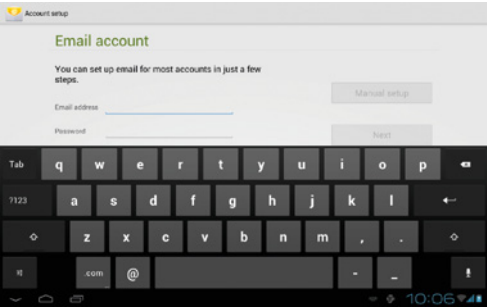 Account setup
Email account
You can set up email for most accounts in just a few
steps.
Manual setup
Email address
Password
Next
Tab q w e r t y u i o p
?123 a s d f g h j k l
z x c v b n m , .
.com @ - _
10:06